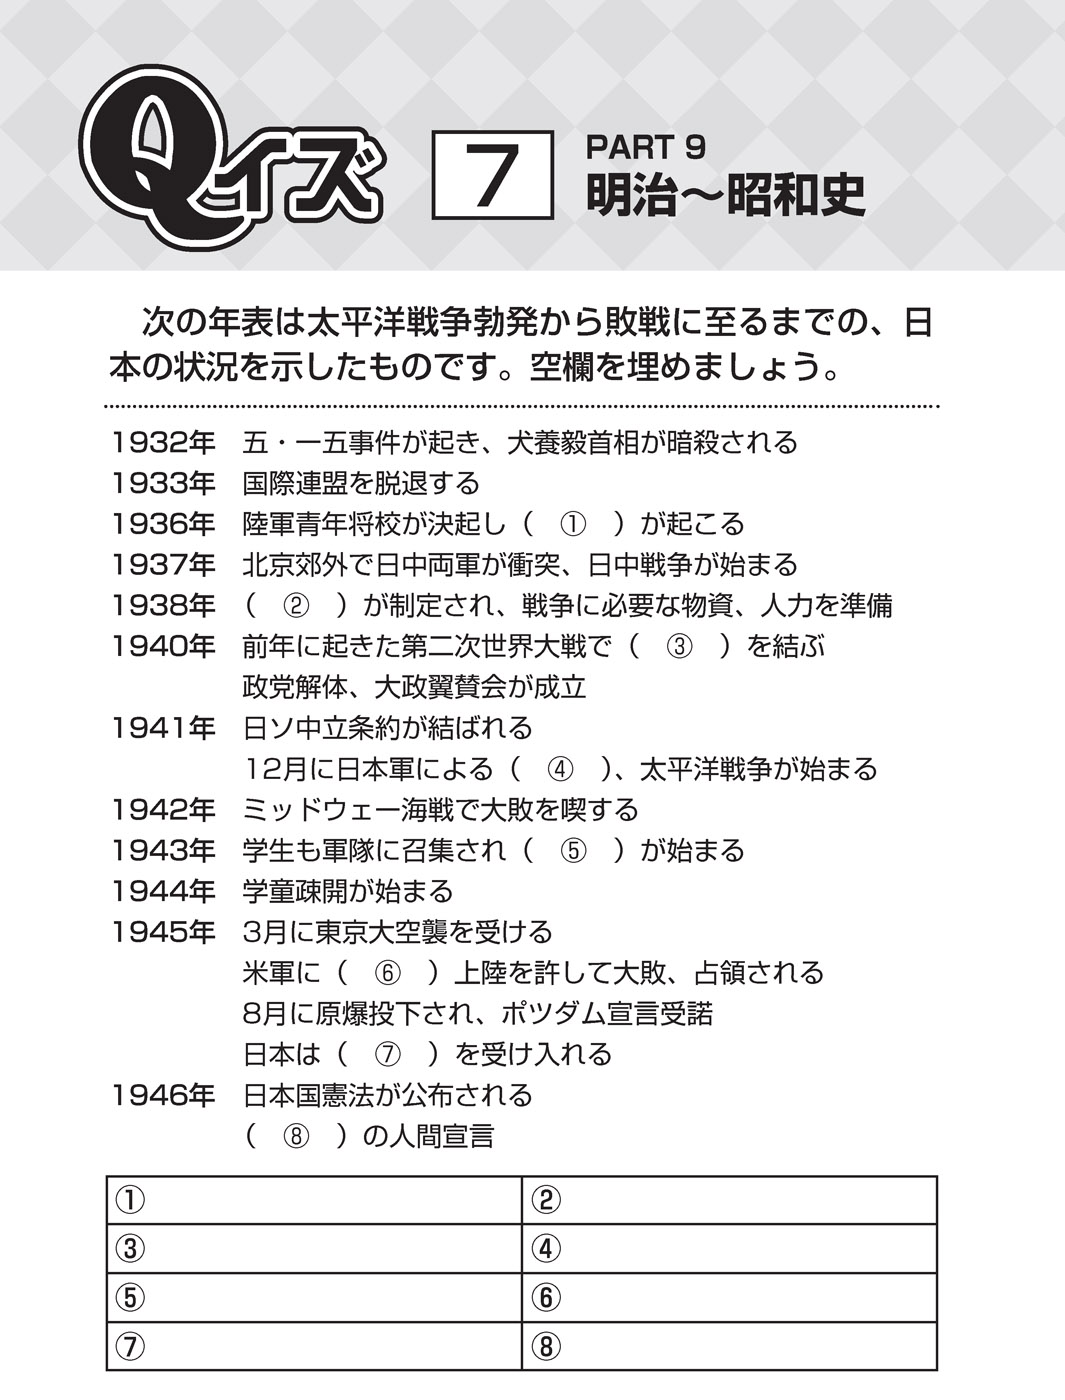 Qイズ
7
PART 9
明治～昭和史
次の年表は太平洋戦争勃発から敗戦に至るまでの、日
本の状況を示したものです。空欄を埋めましょう。
1932年 五・一五事件が起き、犬養毅首相が暗殺される
1933年 国際連盟を脱退する
1936年 陸軍青年将校が決起し（ ① ）が起こる
1937年 北京郊外で日中両軍が衝突、日中戦争が始まる
1938年 （ ② ）が制定され、戦争に必要な物資、人力を準備
1940年 前年に起きた第二次世界大戦で（ ③ ）を結ぶ
政党解体、大政翼賛会が成立
1941年 日ソ中立条約が結ばれる
12月に日本軍による（ ④ ）、太平洋戦争が始まる
1942年 ミッドウェー海戦で大敗を喫する
1943年 学生も軍隊に召集され（ ⑤ ）が始まる
1944年 学童疎開が始まる
1945年 3月に東京大空襲を受ける
米軍に（ ⑥ ）上陸を許して大敗、占領される
8月に原爆投下され、ポツダム宣言受諾
日本は（ ⑦ ）を受け入れる
1946年 日本国憲法が公布される
（ ⑧ ）の人間宣言
① ②
③ ④
⑤ ⑥
⑦ ⑧